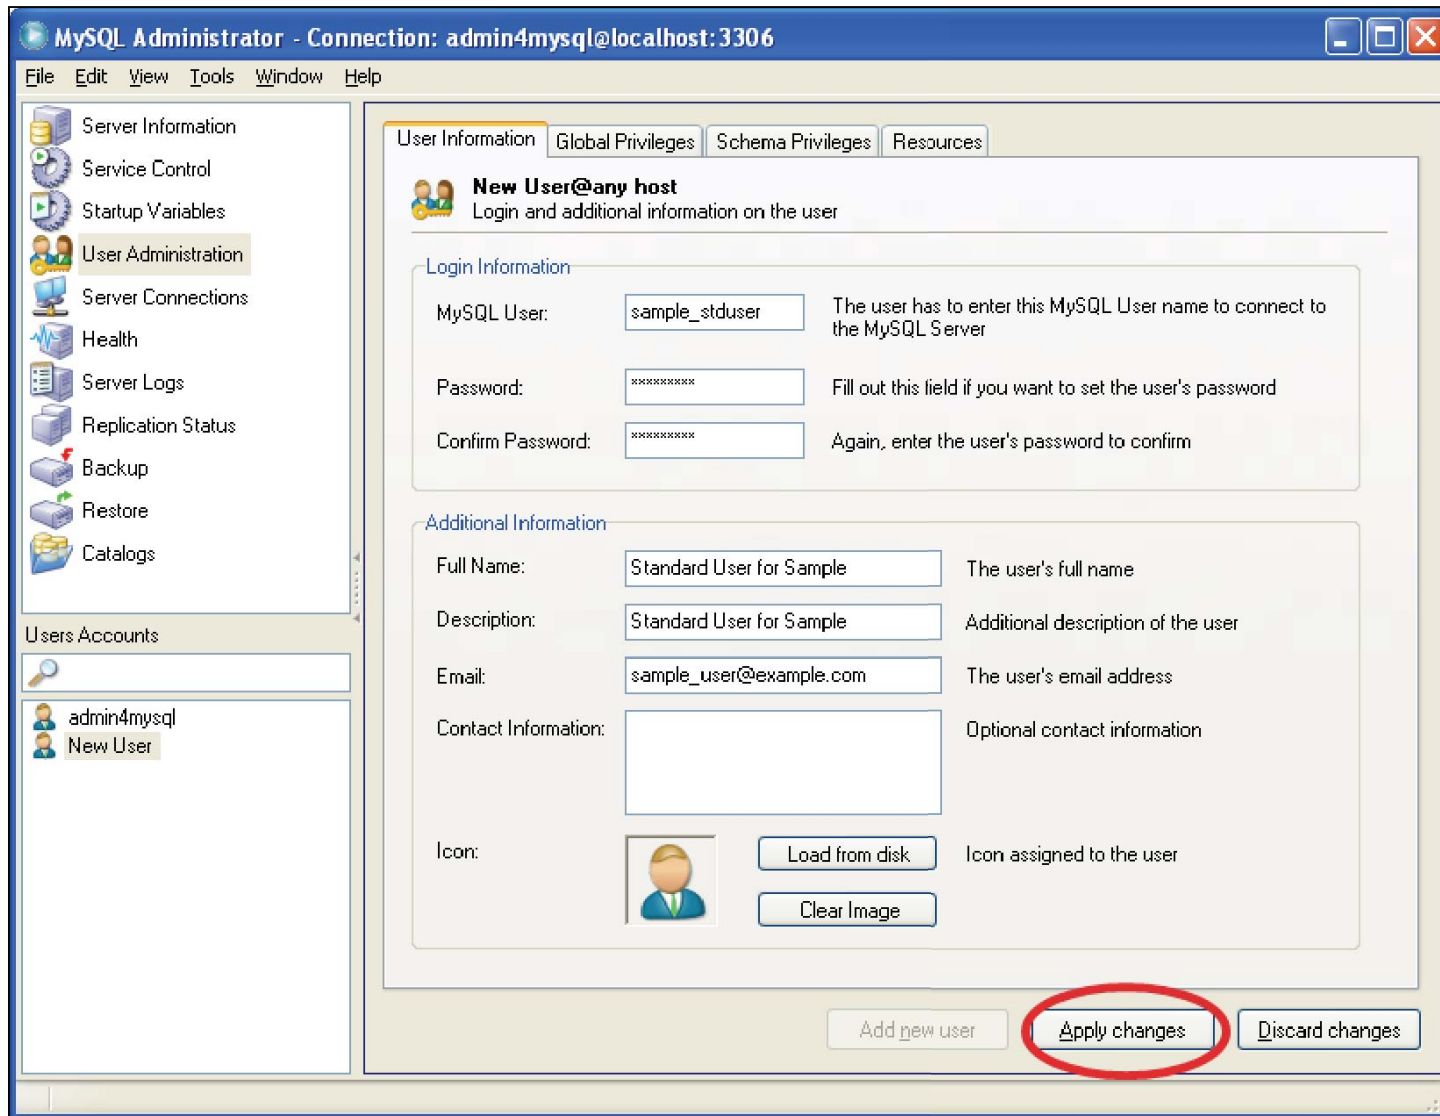 MySQL Administrator - Connection: admin4mysql@localhost:3306
File Edit View Tools Window Help
Server Information
Service Control
Startup Variables
User Administration
Server Connections
Health
Server Logs
Replication Status
Backup
Restore
Catalogs
Users Accounts
admin4mysql
New User
User Information Global Privileges Schema Privileges Resources
New User@any host
Login and additional information on the user
Login Information
MySQL User: sample_stduser The user has to enter this MySQL User name to connect to
the MySQL Server
Password: ********* Fill out this field if you want to set the user's password
Confirm Password: ********* Again, enter the user's password to confirm
Additional Information
Full Name: Standard User for Sample The user's full name
Description: Standard User for Sample Additional description of the user
Email: sample_user@example.com The user's email address
Contact Information: Optional contact information
Icon: Load from disk Icon assigned to the user
Clear Image
Add new user Apply changes Discard changes